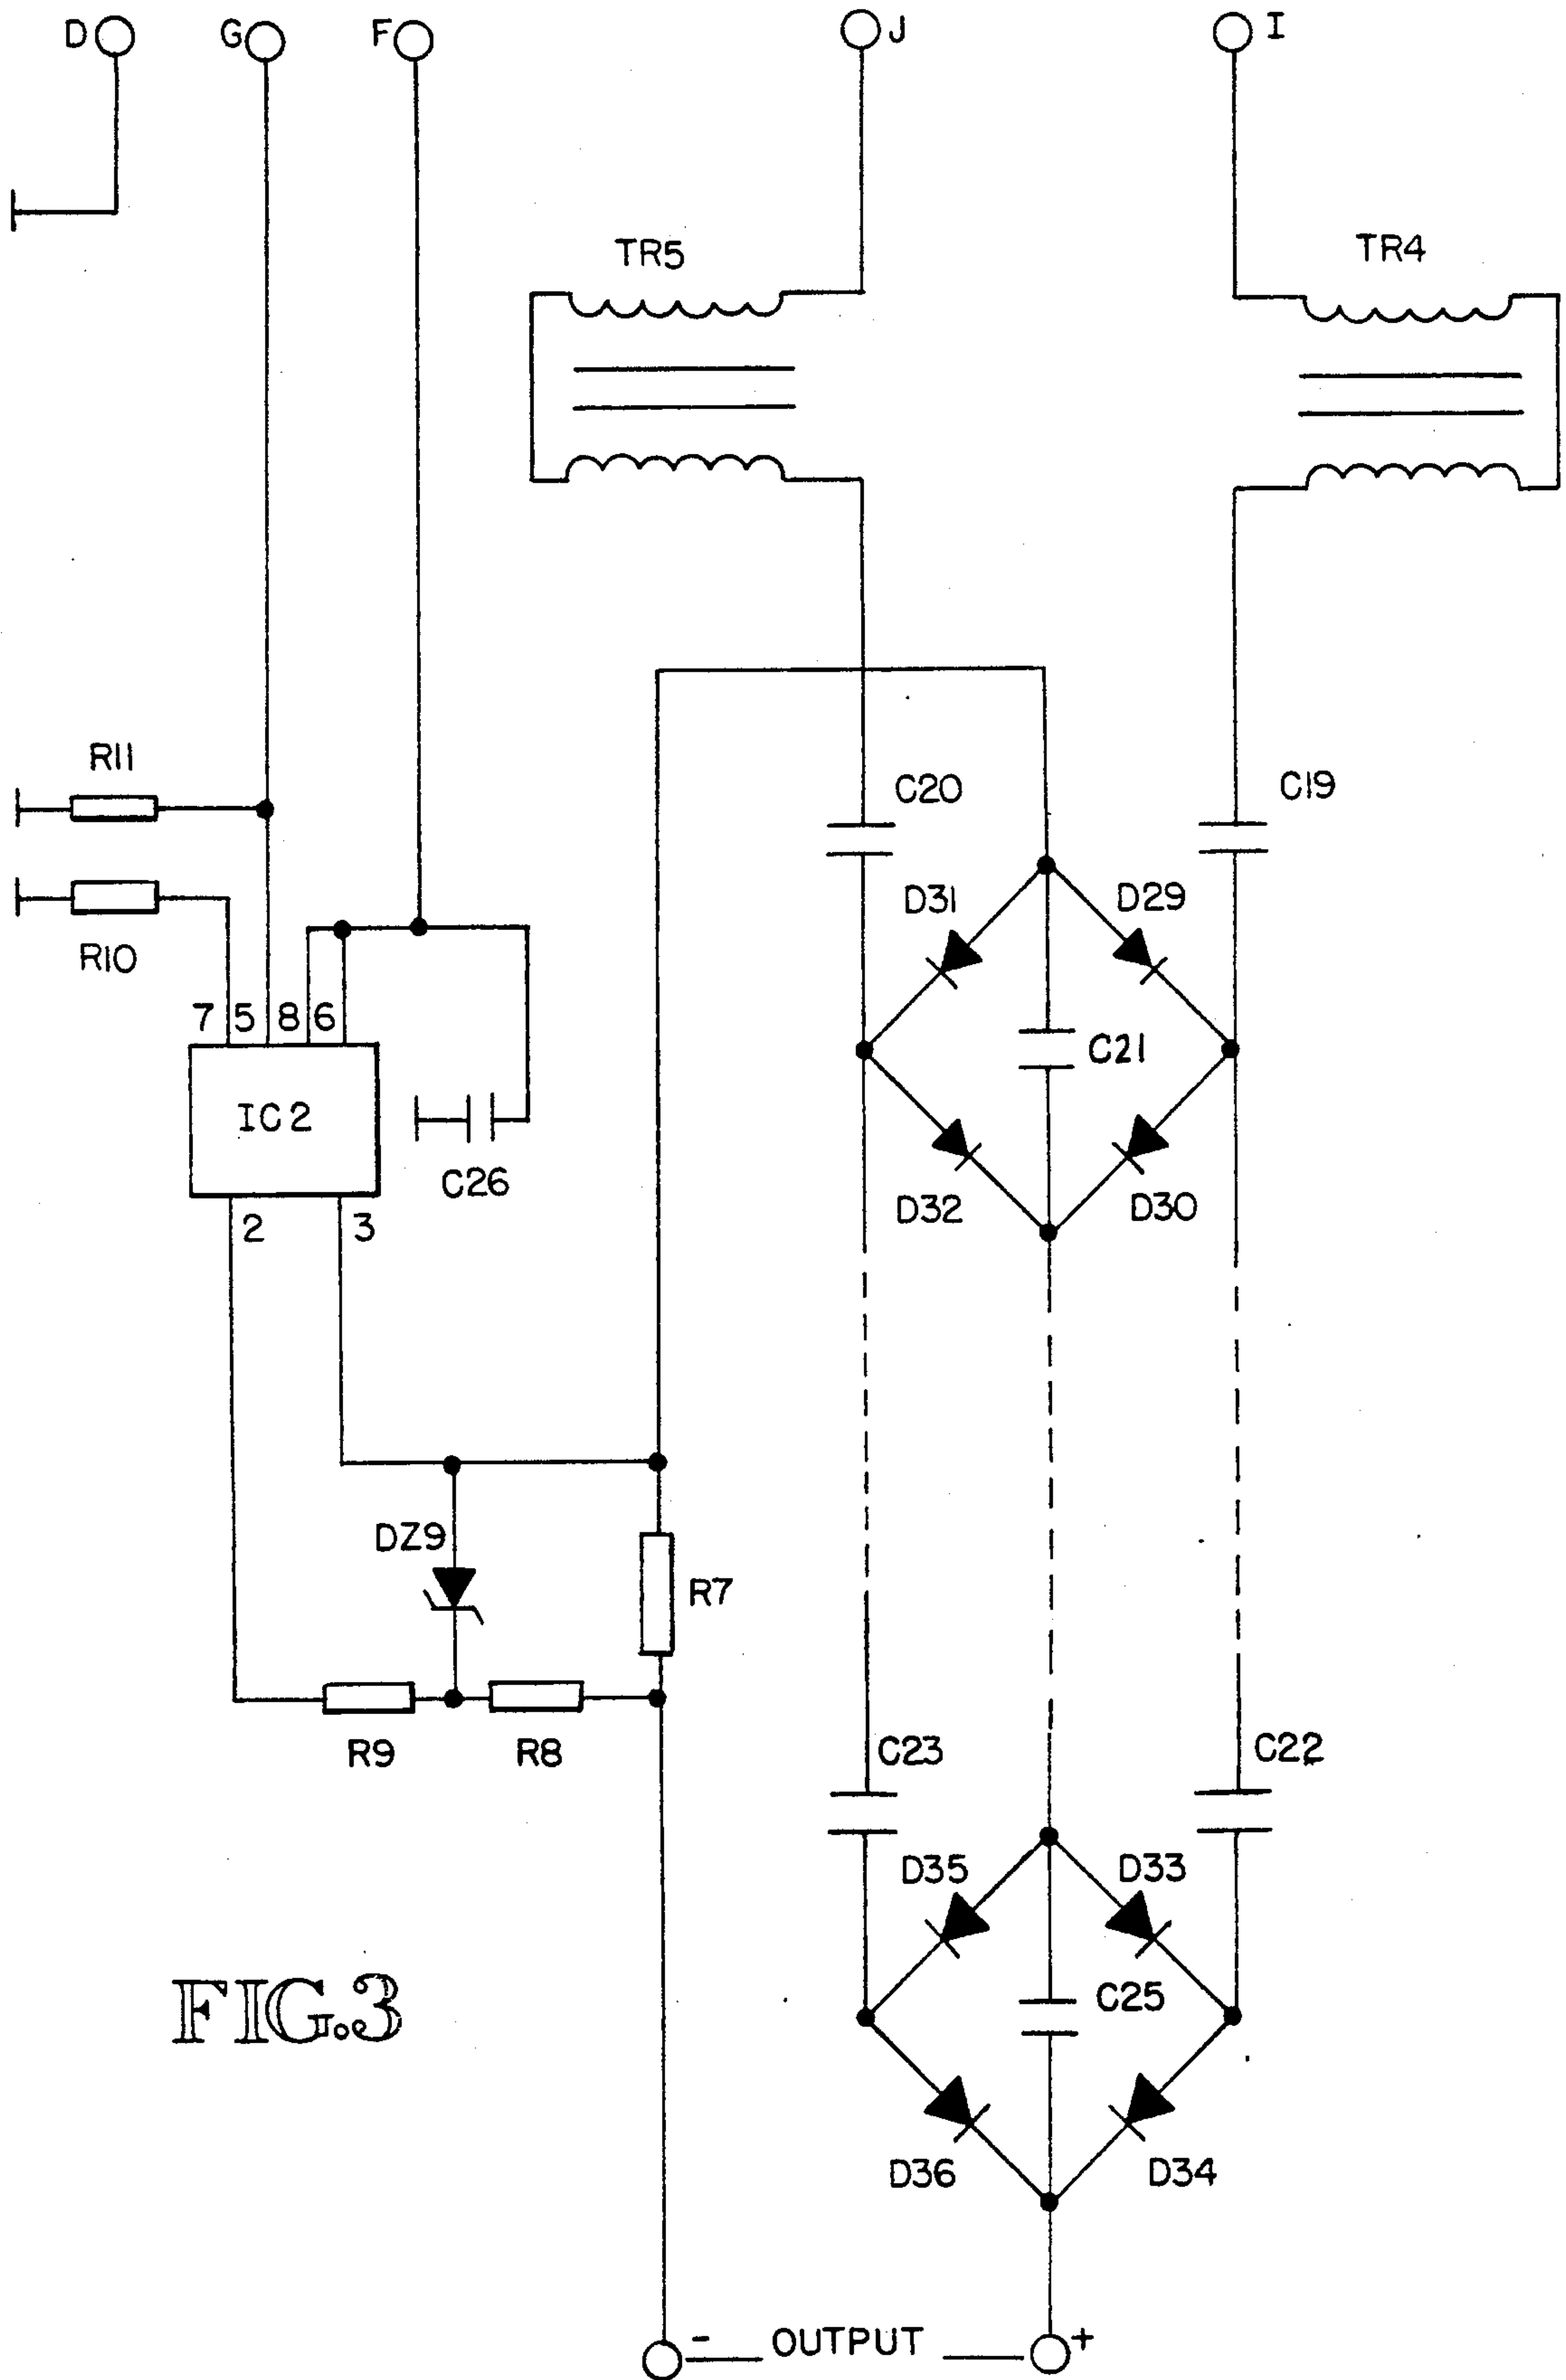 D G F J I
TR5 TR4
R11 C20 C19
D31 D29
R10
7 5 8 6
C21
IC2
C26
D32 D30
2 3
DZ9
R7
R9 R8 C23 C22
D35 D33
C25
FIG.3
D36 D34
- OUTPUT +